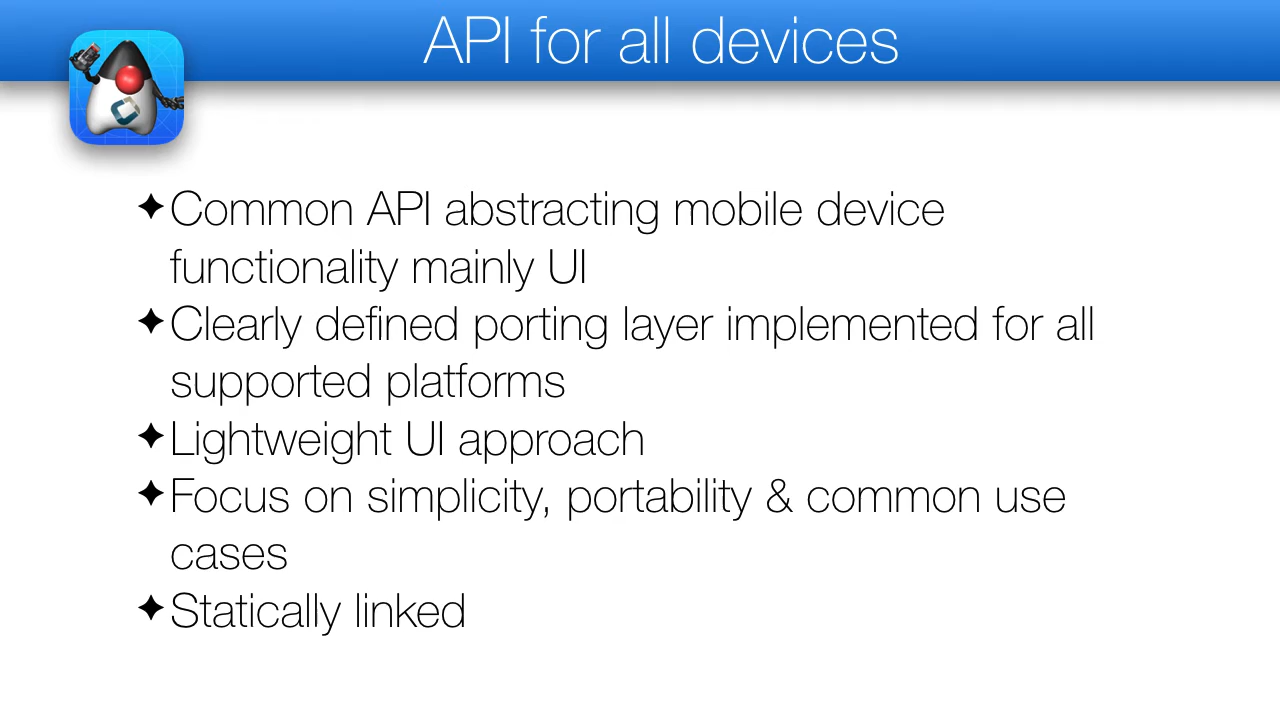 API for all devices
✦Common API abstracting mobile device
functionality mainly UI
✦Clearly defined porting layer implemented for all
supported platforms
✦Lightweight UI approach
✦Focus on simplicity, portability & common use
cases
✦Statically linked